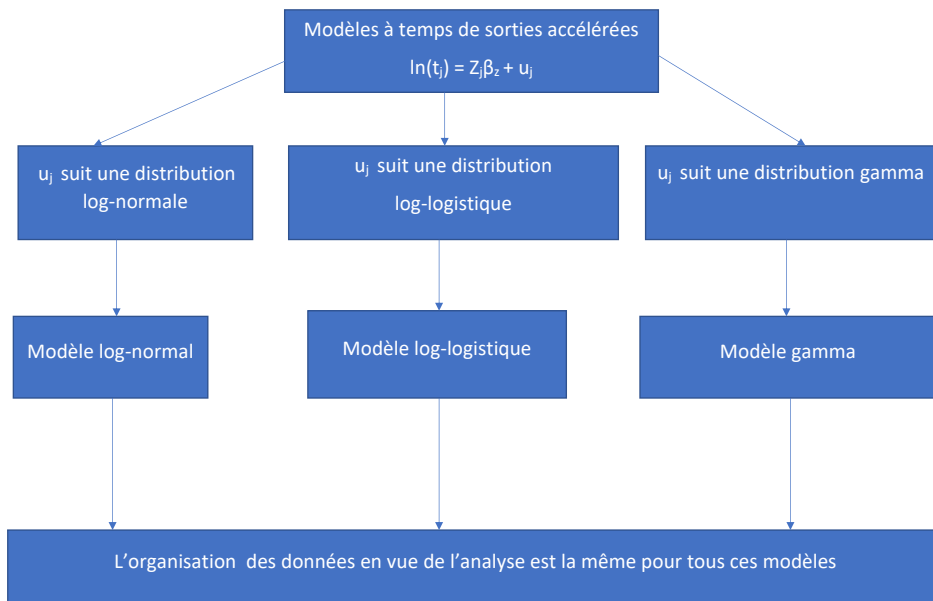 Modèles à temps de sorties accélérées
ln(tⱼ) = Zⱼβz + uⱼ
uⱼ suit une distribution
log-normale
uⱼ suit une distribution
log-logistique
uⱼ suit une distribution gamma
Modèle log-normal
Modèle log-logistique
Modèle gamma
L'organisation des données en vue de l'analyse est la même pour tous ces modèles